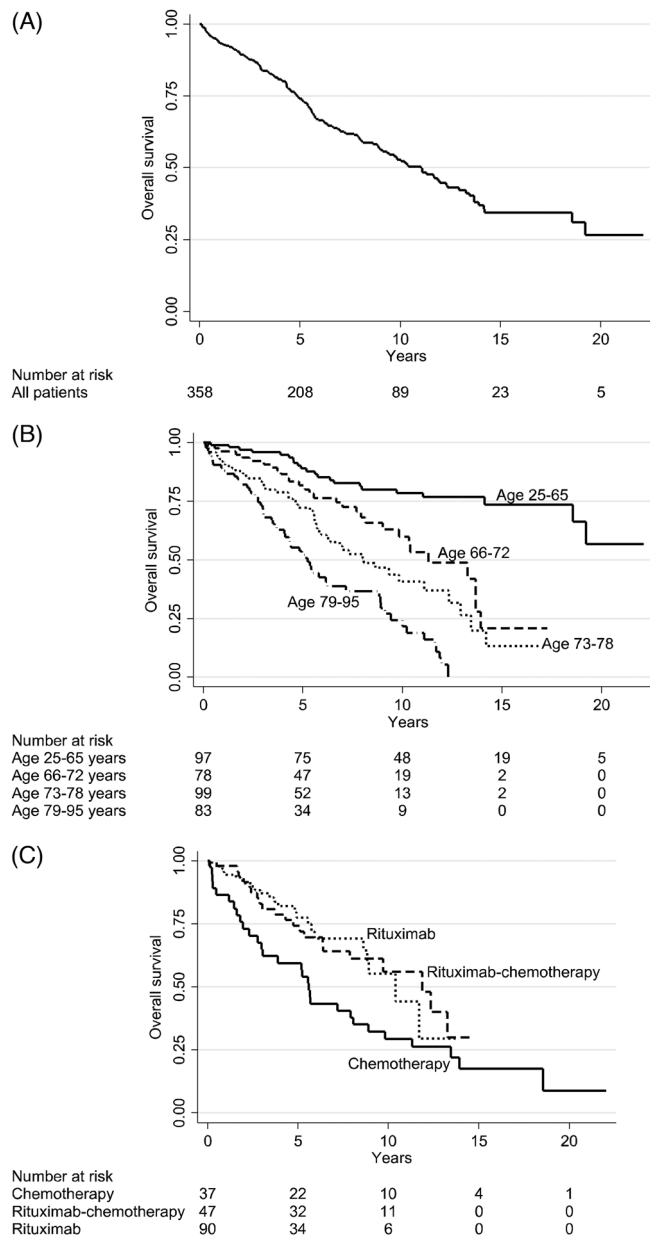 (A)
1.00
0.75
0.50
0.25
0.00
Overall survival
0 5 10 15 20
Years
Number at risk
All patients 358 208 89 23 5
(B)
1.00
0.75
0.50
0.25
0.00
Overall survival
Age 25-65
Age 66-72
Age 79-95
Age 73-78
0 5 10 15 20
Years
Number at risk
Age 25-65 years 97 75 48 19 5
Age 66-72 years 78 47 19 2 0
Age 73-78 years 99 52 13 2 0
Age 79-95 years 83 34 9 0 0
(C)
1.00
0.75
0.50
0.25
0.00
Overall survival
Rituximab
Rituximab-chemotherapy
Chemotherapy
0 5 10 15 20
Years
Number at risk
Chemotherapy 37 22 10 4 1
Rituximab-chemotherapy 47 32 11 0 0
Rituximab 90 34 6 0 0